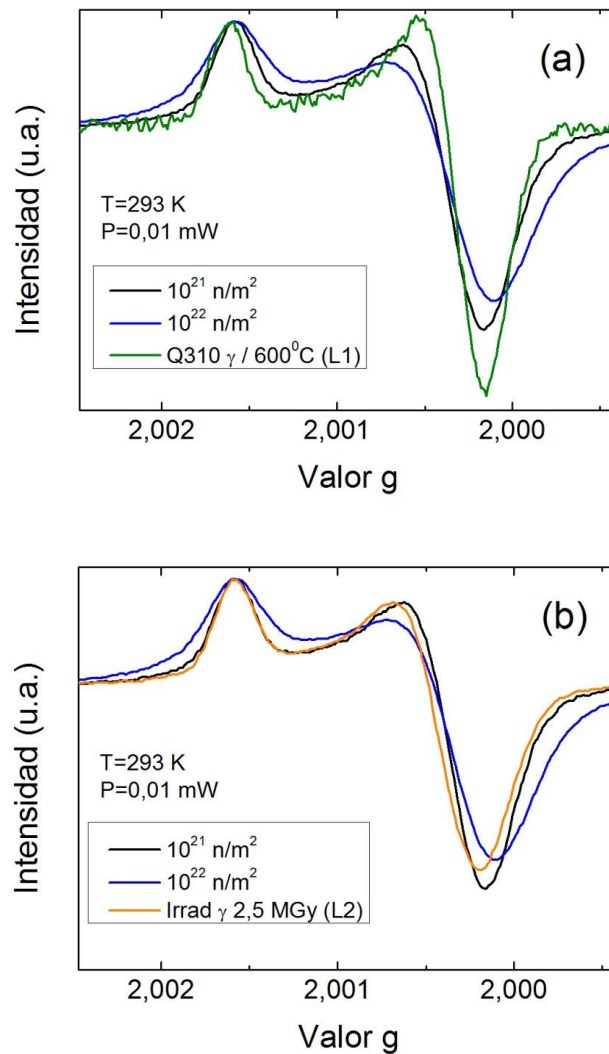 (a)
Intensidad (u.a.)
T=293 K
P=0,01 mW
10²¹ n/m²
10²² n/m²
Q310 γ / 600⁰C (L1)
2,002 2,001 2,000
Valor g
(b)
Intensidad (u.a.)
T=293 K
P=0,01 mW
10²¹ n/m²
10²² n/m²
Irrad γ 2,5 MGy (L2)
2,002 2,001 2,000
Valor g